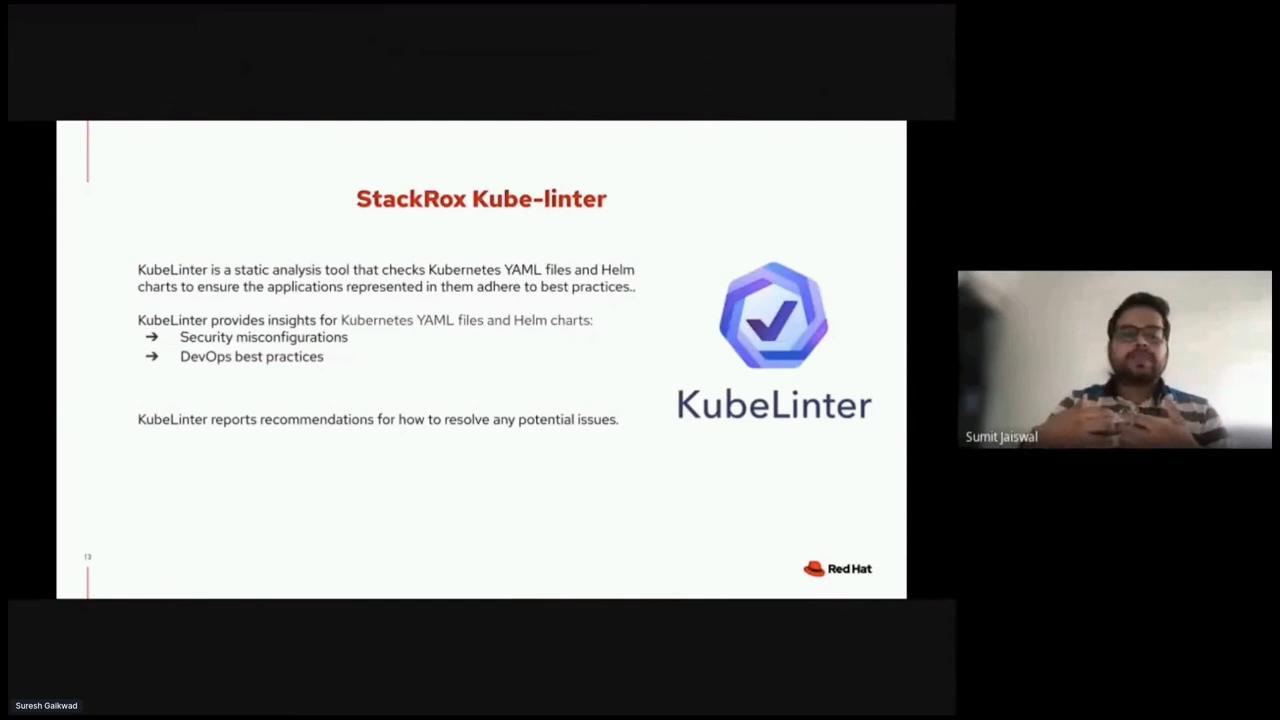 StackRox Kube-linter
KubeLinter is a static analysis tool that checks Kubernetes YAML files and Helm
charts to ensure the applications represented in them adhere to best practices..
KubeLinter provides insights for Kubernetes YAML files and Helm charts:
➔ Security misconfigurations
➔ DevOps best practices
KubeLinter reports recommendations for how to resolve any potential issues.
KubeLinter
13
Red Hat
Sumit Jaiswal
Suresh Gaikwad